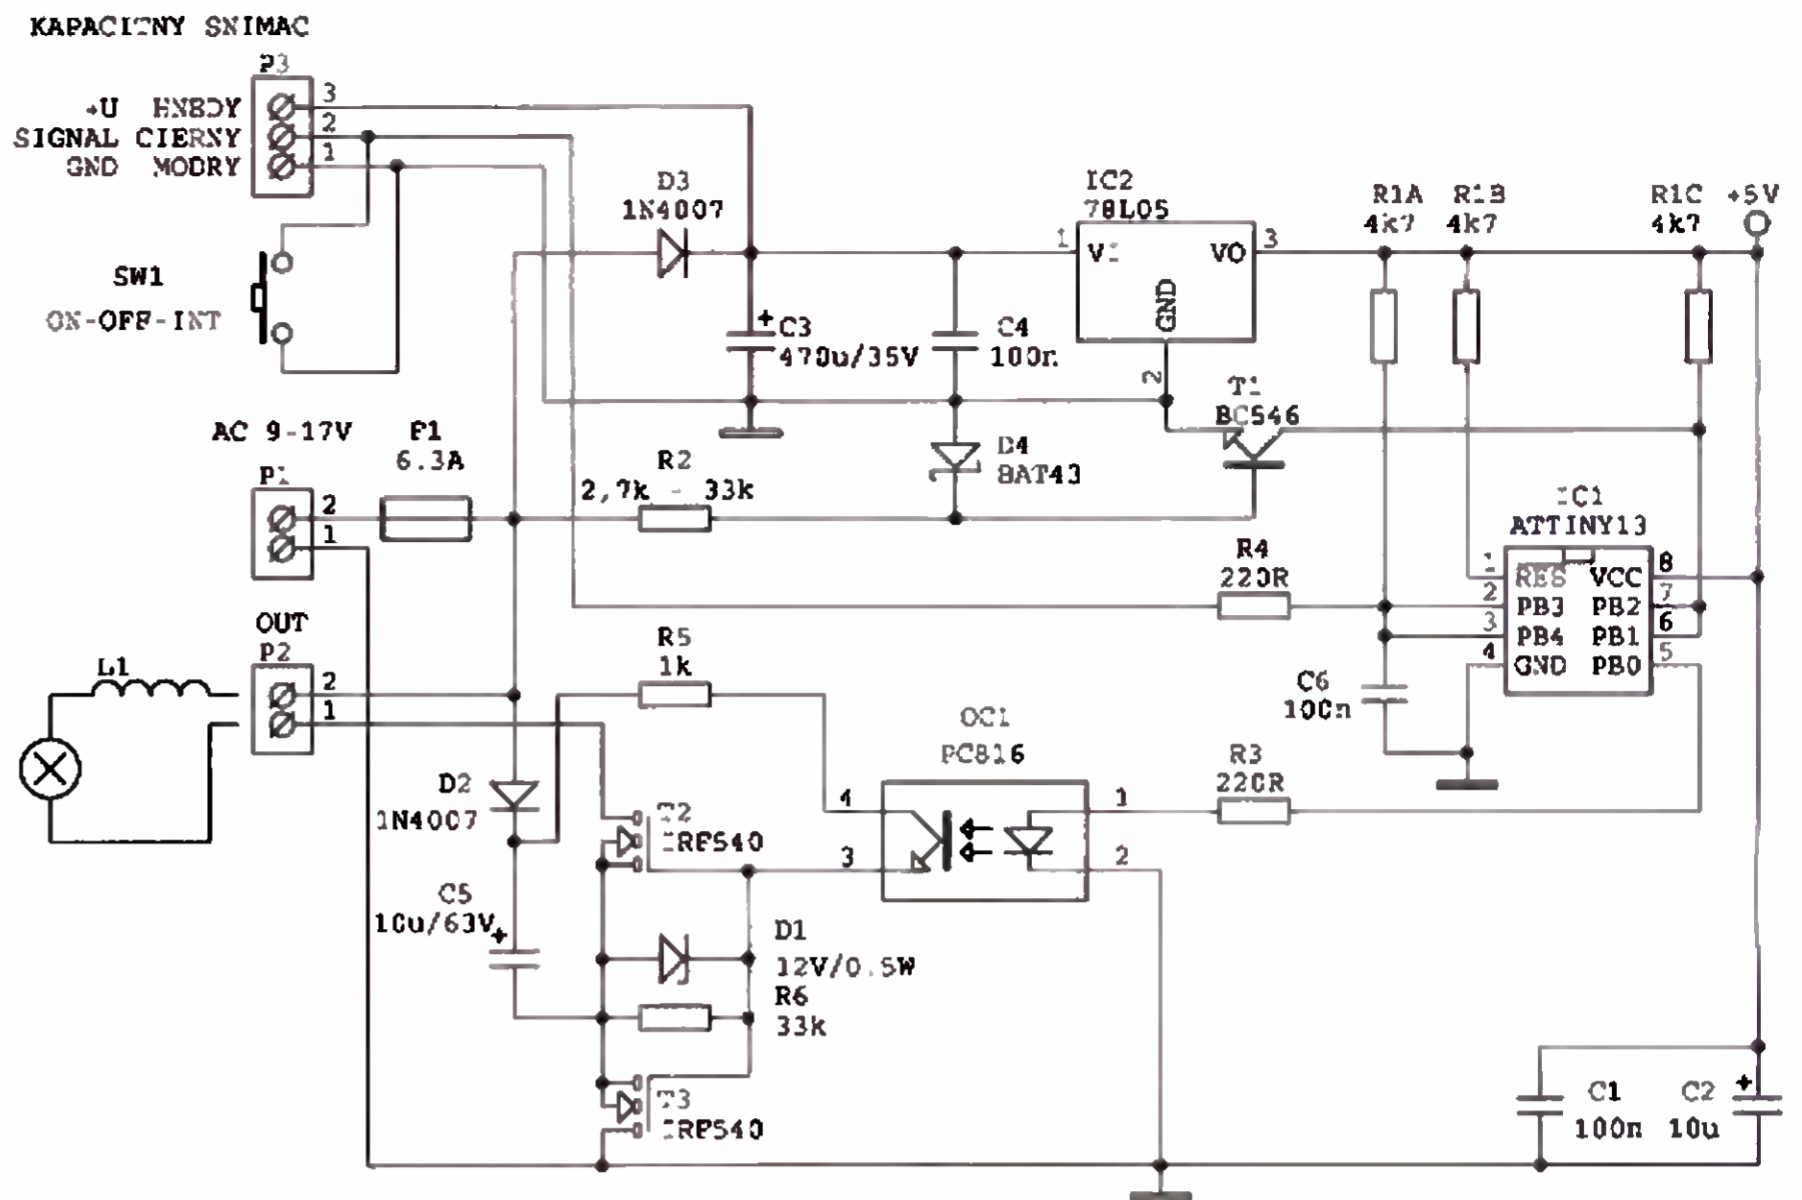 KAPACITNY SNIMAC
P3
+U HNEDY 3
SIGNAL CIERNY 2
GND MODRY 1
SW1
ON-OFF-INT
D3
1N4007
+ C3
470u/35V
C4
100n
IC2
78L05
1 VI VO 3
GND
2
R1A R1B R1C +5V
4k7 4k7 4k7
T1
BC546
AC 9-17V
F1
6.3A
P1
2
1
R2
2,7k - 33k
D4
BAT43
IC1
ATTINY13
1 RES VCC 8
2 PB3 PB2 7
3 PB4 PB1 6
4 GND PB0 5
R4
220R
C6
100n
OUT
P2
2
1
L1
R5
1k
OC1
PC816
4 1
3 2
R3
220R
D2
1N4007
T2
IRF540
C5
10u/63V +
D1
12V/0.5W
R6
33k
T3
IRF540
C1
100n
C2 +
10u